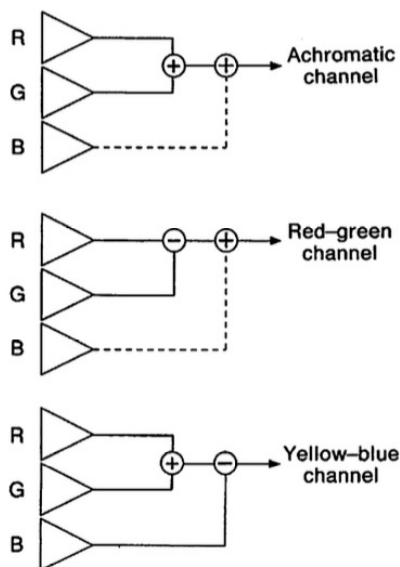 R
G
B
+
+
Achromatic
channel
R
G
B
−
+
Red–green
channel
R
G
B
+
−
Yellow–blue
channel